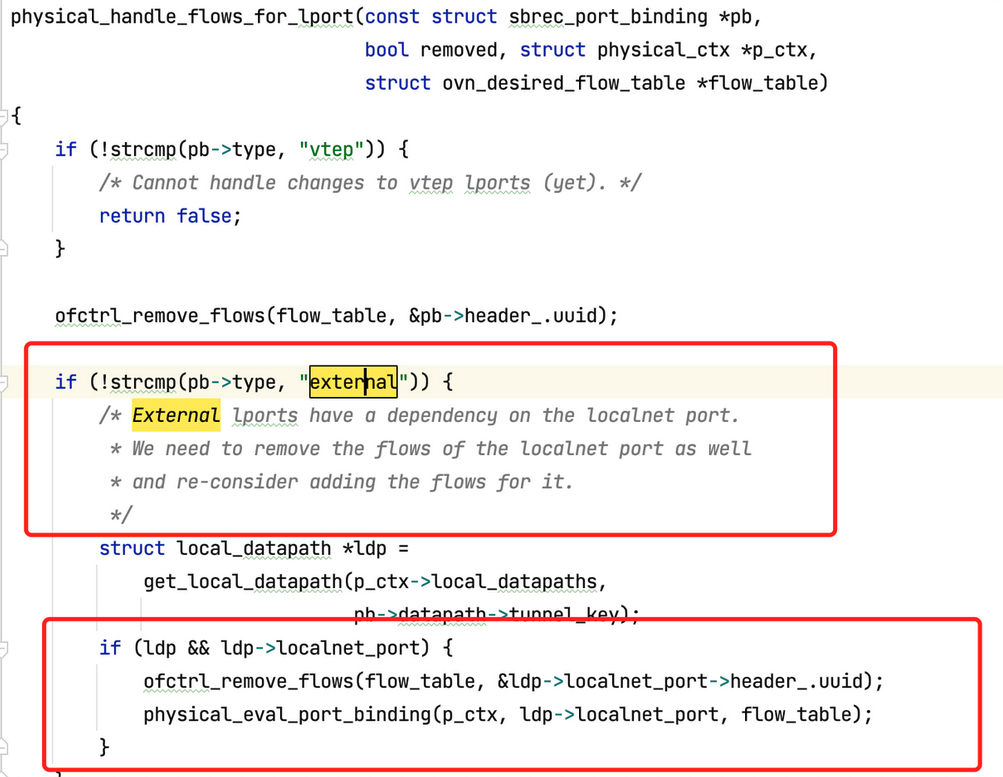 physical_handle_flows_for_lport(const struct sbrec_port_binding *pb,
bool removed, struct physical_ctx *p_ctx,
struct ovn_desired_flow_table *flow_table)
{
if (!strcmp(pb->type, "vtep")) {
/* Cannot handle changes to vtep lports (yet). */
return false;
}
ofctrl_remove_flows(flow_table, &pb->header_.uuid);
if (!strcmp(pb->type, "external")) {
/* External lports have a dependency on the localnet port.
* We need to remove the flows of the localnet port as well
* and re-consider adding the flows for it.
*/
struct local_datapath *ldp =
get_local_datapath(p_ctx->local_datapaths,
pb->datapath->tunnel_key);
if (ldp && ldp->localnet_port) {
ofctrl_remove_flows(flow_table, &ldp->localnet_port->header_.uuid);
physical_eval_port_binding(p_ctx, ldp->localnet_port, flow_table);
}